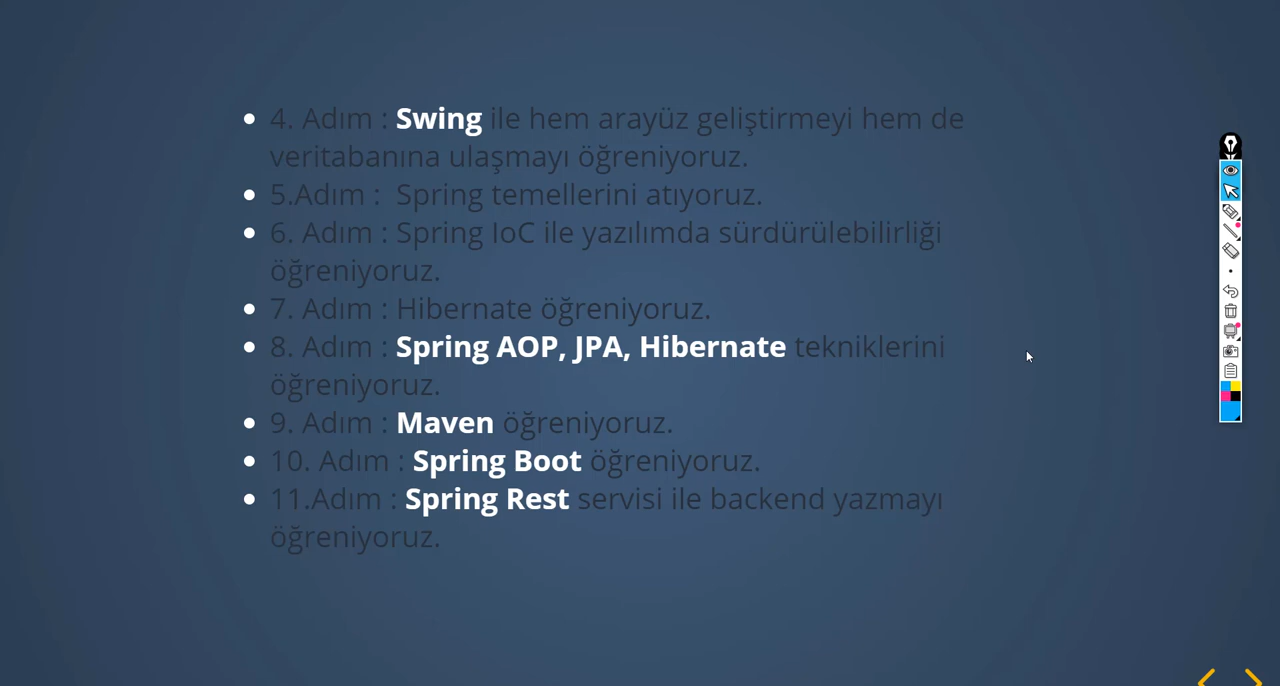 4. Adım : Swing ile hem arayüz geliştirmeyi hem de
veritabanına ulaşmayı öğreniyoruz.
5.Adım :  Spring temellerini atıyoruz.
6. Adım : Spring IoC ile yazılımda sürdürülebilirliği
öğreniyoruz.
7. Adım : Hibernate öğreniyoruz.
8. Adım : Spring AOP, JPA, Hibernate tekniklerini
öğreniyoruz.
9. Adım : Maven öğreniyoruz.
10. Adım : Spring Boot öğreniyoruz.
11.Adım : Spring Rest servisi ile backend yazmayı
öğreniyoruz.